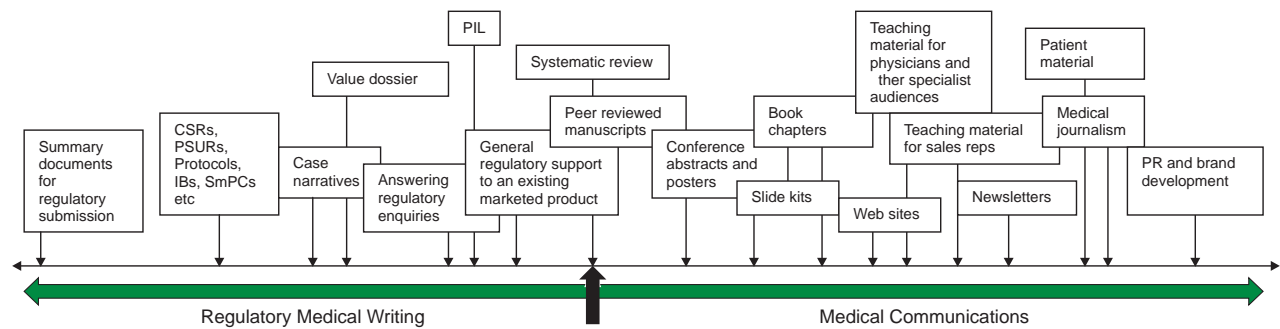 PIL
Value dossier
Systematic review
Teaching
material for
physicians and
ther specialist
audiences
Patient
material
Summary
documents
for
regulatory
submission
CSRs,
PSURs,
Protocols,
IBs, SmPCs
etc
Case
narratives
Answering
regulatory
enquiries
General
regulatory support
to an existing
marketed product
Peer reviewed
manuscripts
Conference
abstracts and
posters
Book
chapters
Slide kits
Web sites
Teaching material
for sales reps
Newsletters
Medical
journalism
PR and brand
development
Regulatory Medical Writing
Medical Communications